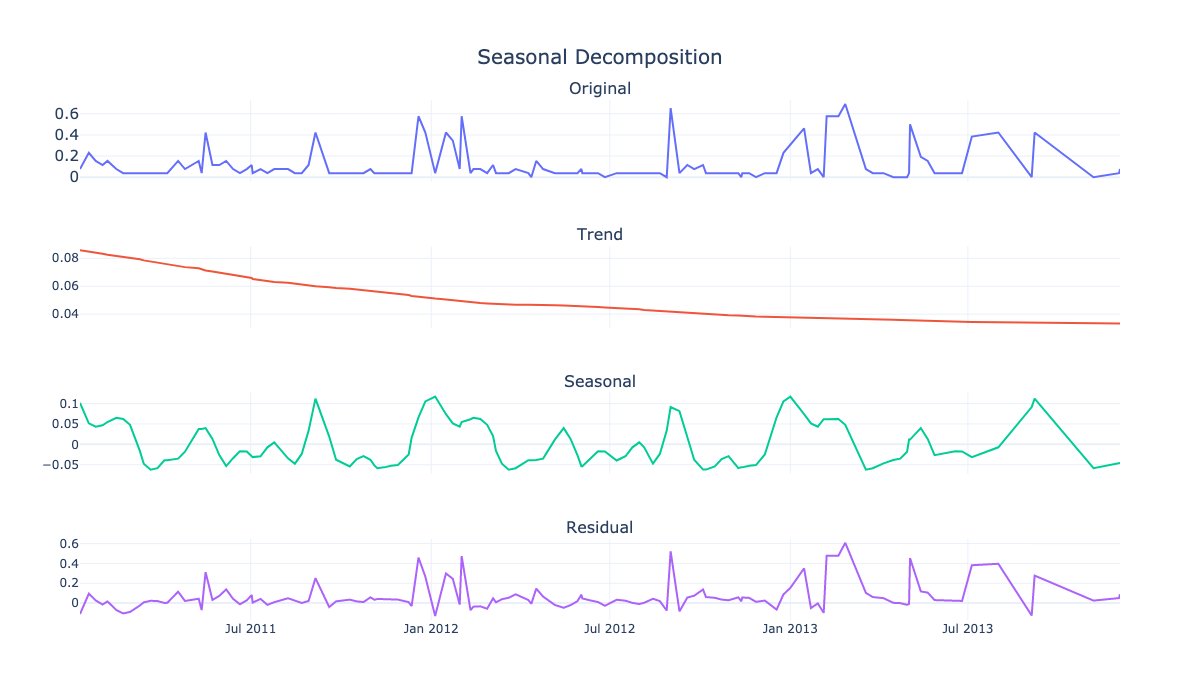 Seasonal Decomposition
Original
0.6
0.4
0.2
0
Trend
0.08
0.06
0.04
Seasonal
0.1
0.05
0
−0.05
Residual
0.6
0.4
0.2
0
Jul 2011 Jan 2012 Jul 2012 Jan 2013 Jul 2013